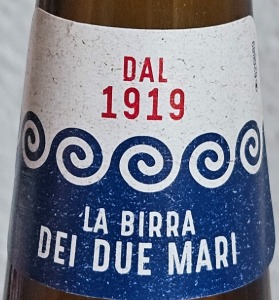 DAL
1919
LA BIRRA
DEI DUE MARI